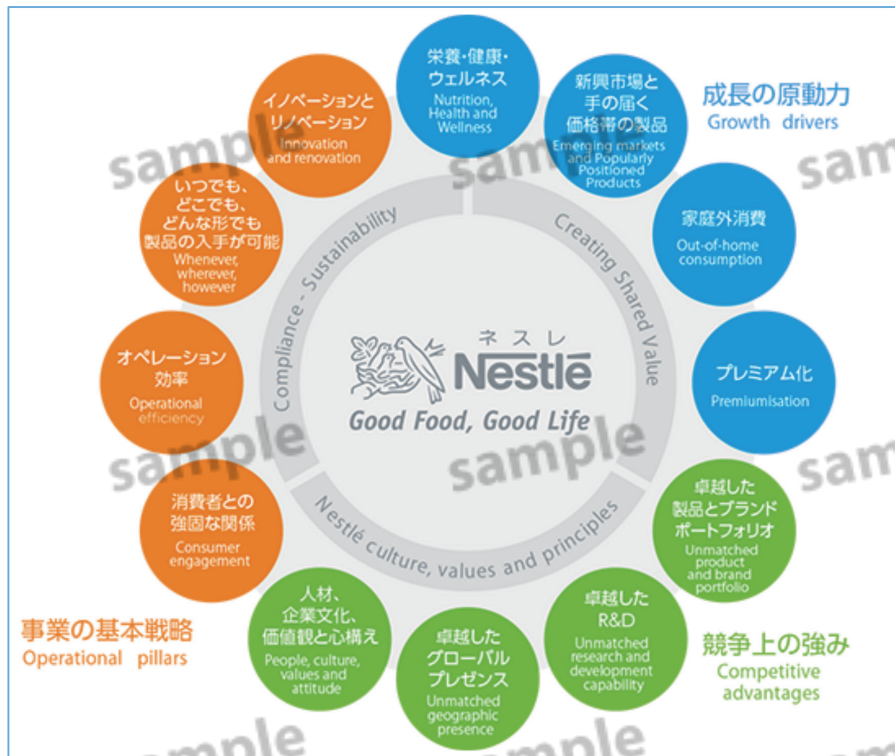 栄養・健康・
ウェルネス
Nutrition,
Health and
Wellness
新興市場と
手の届く
価格帯の製品
Emerging markets
and Popularly
Positioned
Products
成長の原動力
Growth drivers
家庭外消費
Out-of-home
consumption
プレミアム化
Premiumisation
卓越した
製品とブランド
ポートフォリオ
Unmatched
product
and brand
portfolio
競争上の強み
Competitive
advantages
卓越した
R&D
Unmatched
research and
development
capability
卓越した
グローバル
プレゼンス
Unmatched
geographic
presence
人材、
企業文化、
価値観と心構え
People, culture,
values and
attitude
事業の基本戦略
Operational pillars
消費者との
強固な関係
Consumer
engagement
オペレーション
効率
Operational
efficiency
いつでも、
どこでも、
どんな形でも
製品の入手が可能
Whenever,
wherever,
however
イノベーションと
リノベーション
Innovation
and renovation
Compliance - Sustainability
Creating Shared Value
Nestlé culture, values and principles
ネスレ
Nestlé
Good Food, Good Life
sample
sample
sam
sample
sample
sam
sample
sample
sam